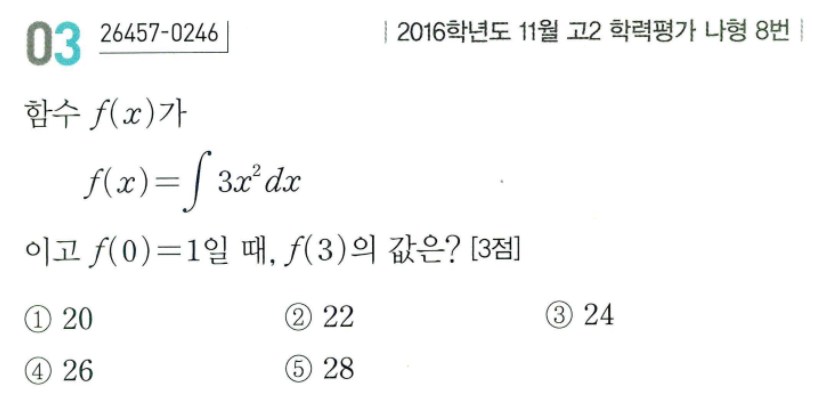 03 26457-0246 | 2016학년도 11월 고2 학력평가 나형 8번 |
함수 f(x)가
f(x)=∫3x²dx
이고 f(0)=1일 때, f(3)의 값은? [3점]
① 20 ② 22 ③ 24
④ 26 ⑤ 28